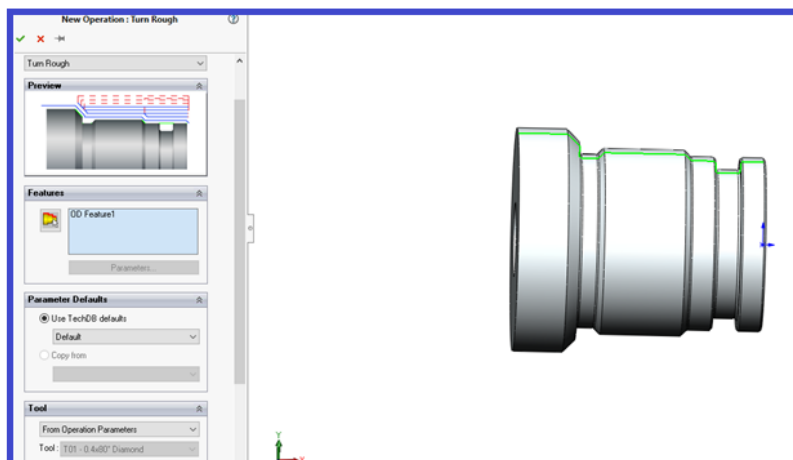 New Operation : Turn Rough
Turn Rough
Preview
Features
OD Feature1
Parameters...
Parameter Defaults
Use TechDB defaults
Default
Copy from
Tool
From Operation Parameters
Tool : T01 - 0.4x80° Diamond
Y
X